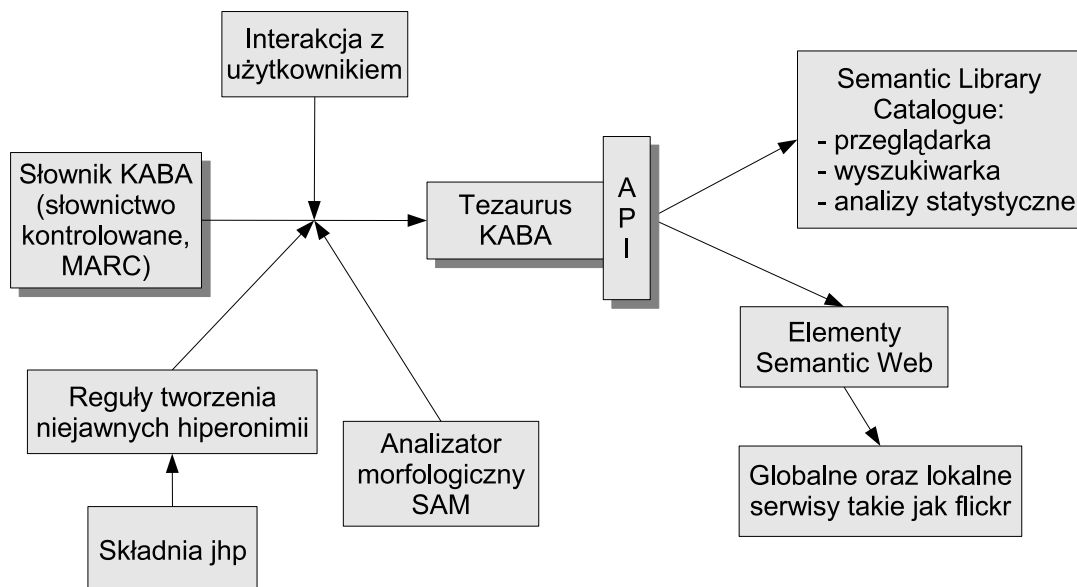 Interakcja z
użytkownikiem
Semantic Library
Catalogue:
- przeglądarka
- wyszukiwarka
- analizy statystyczne
Słownik KABA
(słownictwo
kontrolowane,
MARC)
Tezaurus
KABA
A
P
I
Elementy
Semantic Web
Reguły tworzenia
niejawnych hiperonimii
Analizator
morfologiczny
SAM
Globalne oraz lokalne
serwisy takie jak flickr
Składnia jhp